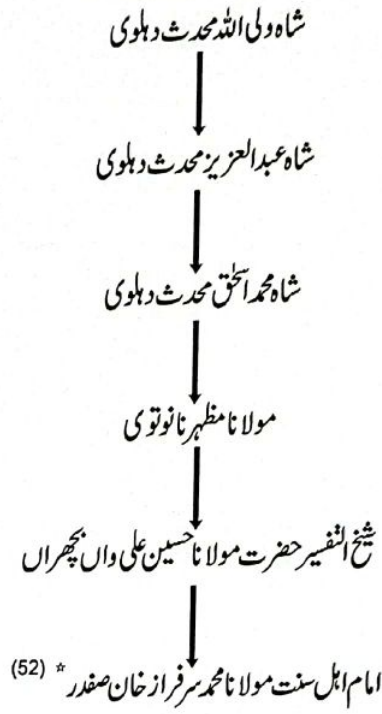 شاہ ولی اللہ محدث دہلوی
شاہ عبدالعزیز محدث دہلوی
شاہ محمد اسحٰق محدث دہلوی
مولانا مظہر نانوتوی
شیخ التفسیر حضرت مولانا حسین علی واں بچھراں
امام اہل سنت مولانا محمد سرفراز خان صفدر * (52)